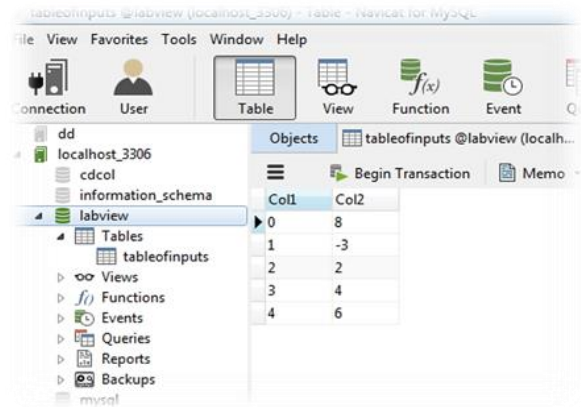 tableofinputs @labview (localhost_3306) - Table - Navicat for MySQL
File View Favorites Tools Window Help
Connection User Table View Function Event Q
dd
localhost_3306
cdcol
information_schema
labview
Tables
tableofinputs
Views
Functions
Events
Queries
Reports
Backups
mysql
Objects tableofinputs @labview (localh...
Begin Transaction Memo
Col1 Col2
0 8
1 -3
2 2
3 4
4 6